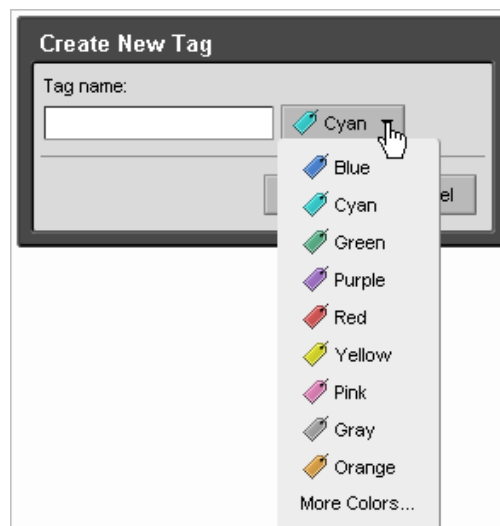 Create New Tag
Tag name:
Cyan
Blue
Cyan
Green
Purple
Red
Yellow
Pink
Gray
Orange
More Colors...